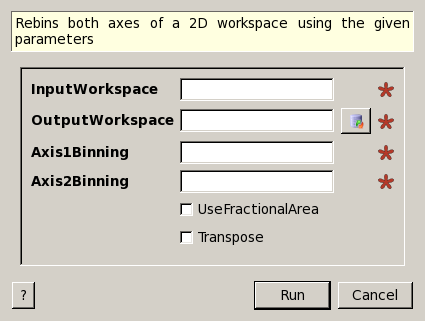 Rebins both axes of a 2D workspace using the given
parameters
InputWorkspace
OutputWorkspace
Axis1Binning
Axis2Binning
UseFractionalArea
Transpose
? Run Cancel